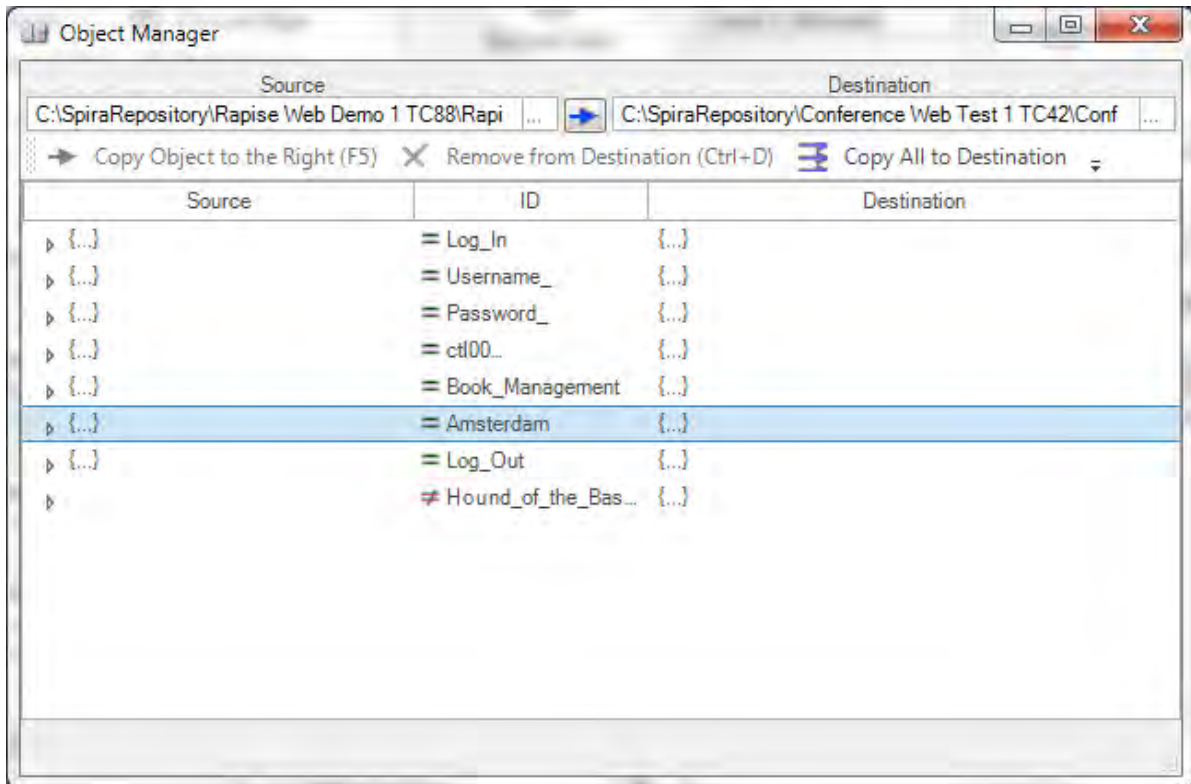 Object Manager
Source Destination
C:\SpiraRepository\Rapise Web Demo 1 TC88\Rapi ... C:\SpiraRepository\Conference Web Test 1 TC42\Conf ...
Copy Object to the Right (F5) Remove from Destination (Ctrl+D) Copy All to Destination
Source ID Destination
{...} = Log_In {...}
{...} = Username_ {...}
{...} = Password_ {...}
{...} = ctl00... {...}
{...} = Book_Management {...}
{...} = Amsterdam {...}
{...} = Log_Out {...}
≠ Hound_of_the_Bas... {...}